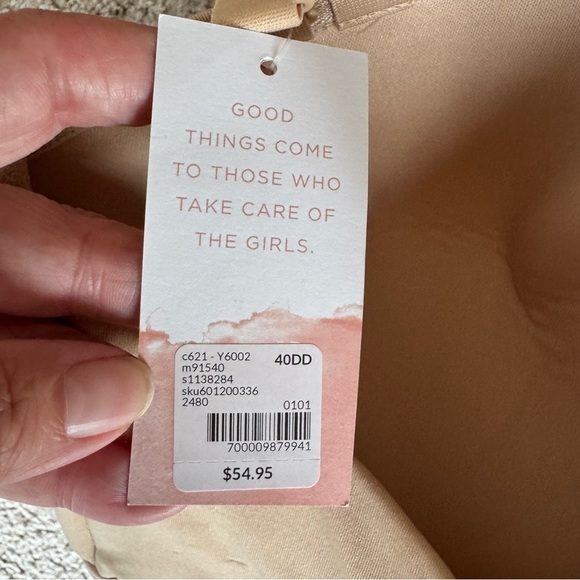 GOOD
THINGS COME
TO THOSE WHO
TAKE CARE OF
THE GIRLS.
c621 - Y6002 40DD
m91540
s1138284
sku601200336
2480 0101
700009879941
$54.95